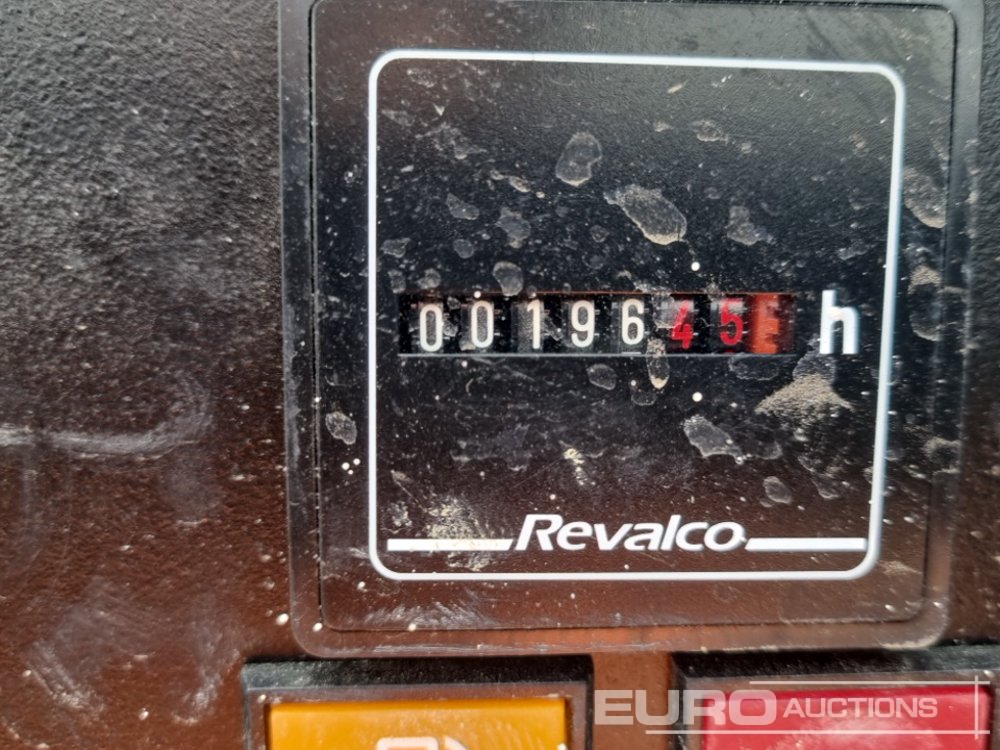 0019645 h
Revalco
EURO AUCTIONS